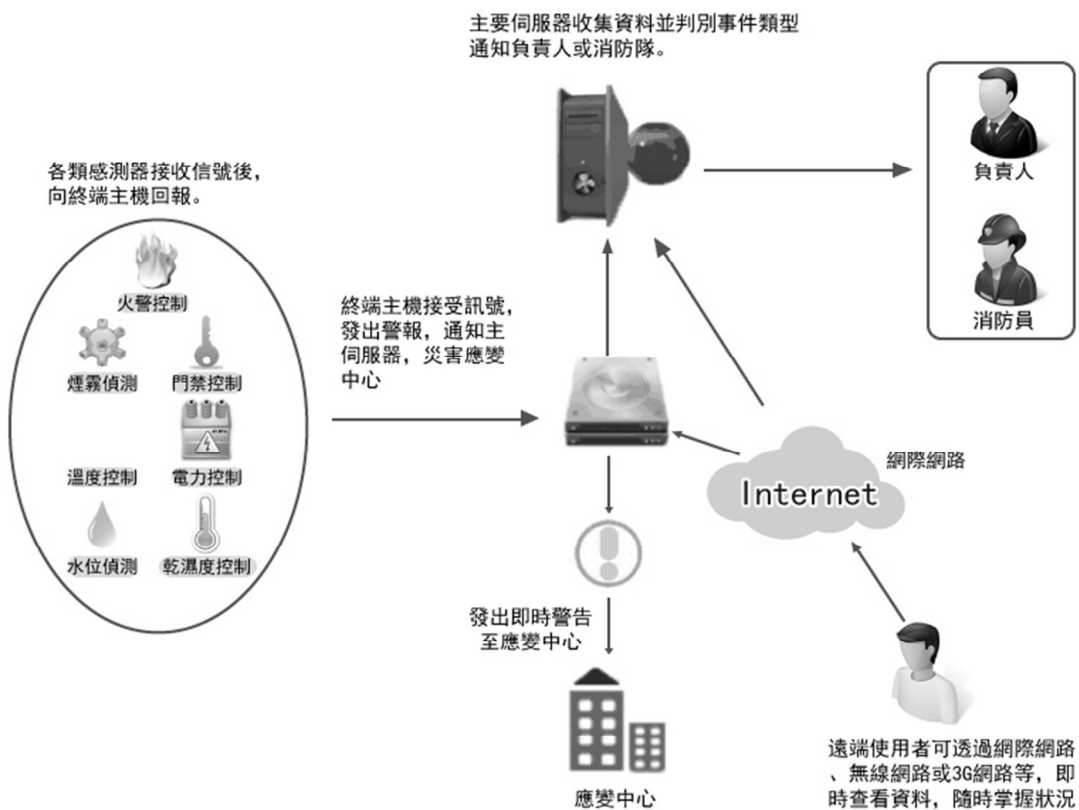 主要伺服器收集資料並判別事件類型
通知負責人或消防隊。
負責人
消防員
各類感測器接收信號後，
向終端主機回報。
火警控制
煙霧偵測
門禁控制
溫度控制
電力控制
水位偵測
乾濕度控制
終端主機接受訊號，
發出警報，通知主
伺服器，災害應變
中心
網際網路
Internet
發出即時警告
至應變中心
應變中心
遠端使用者可透過網際網路
、無線網路或3G網路等，即
時查看資料，隨時掌握狀況